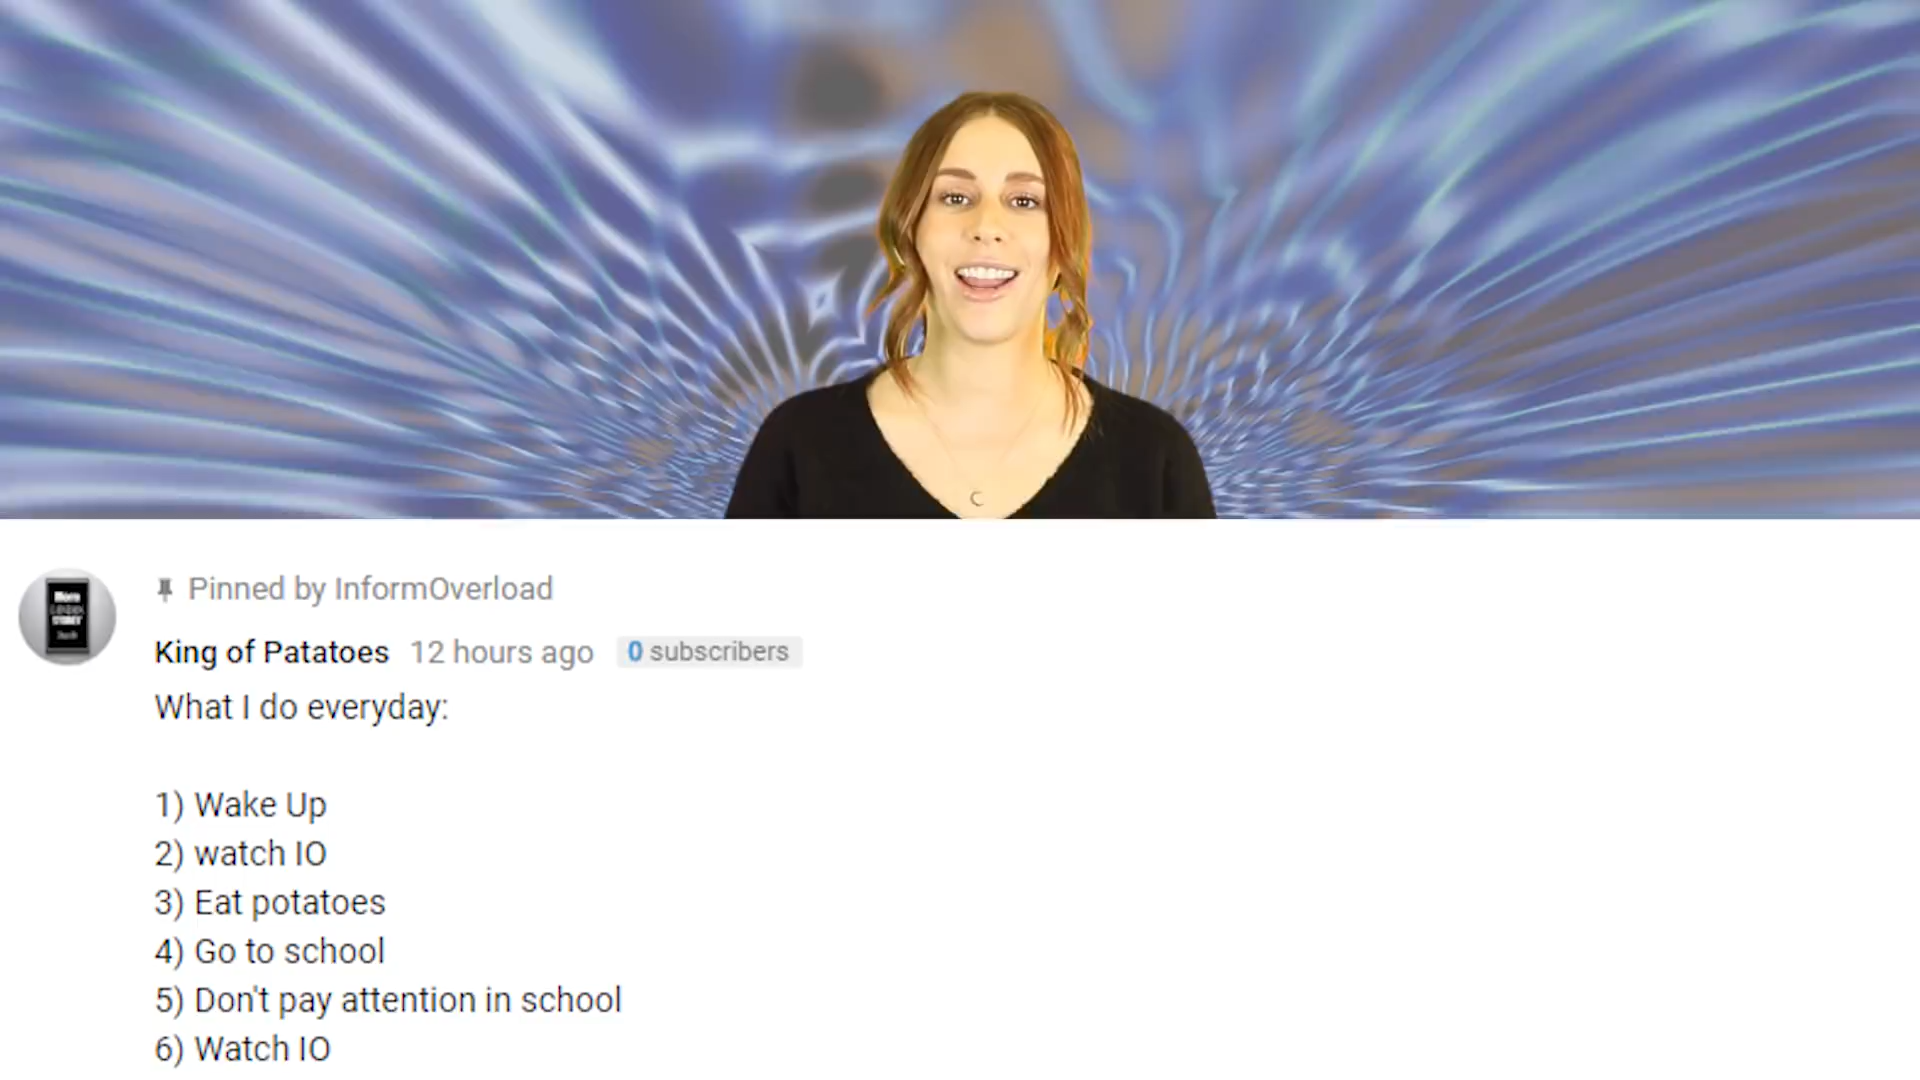 Pinned by InformOverload
King of Patatoes 12 hours ago 0 subscribers
What I do everyday:
1) Wake Up
2) watch IO
3) Eat potatoes
4) Go to school
5) Don't pay attention in school
6) Watch IO